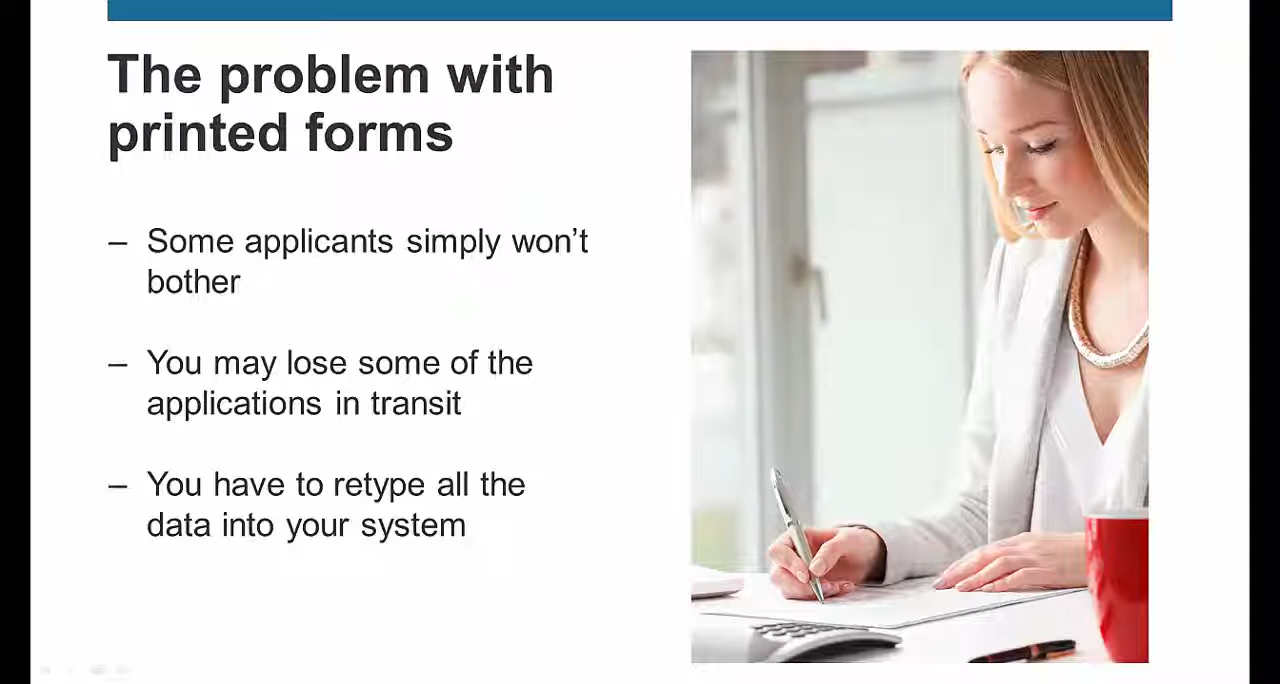 The problem with
printed forms
– Some applicants simply won't
bother
– You may lose some of the
applications in transit
– You have to retype all the
data into your system